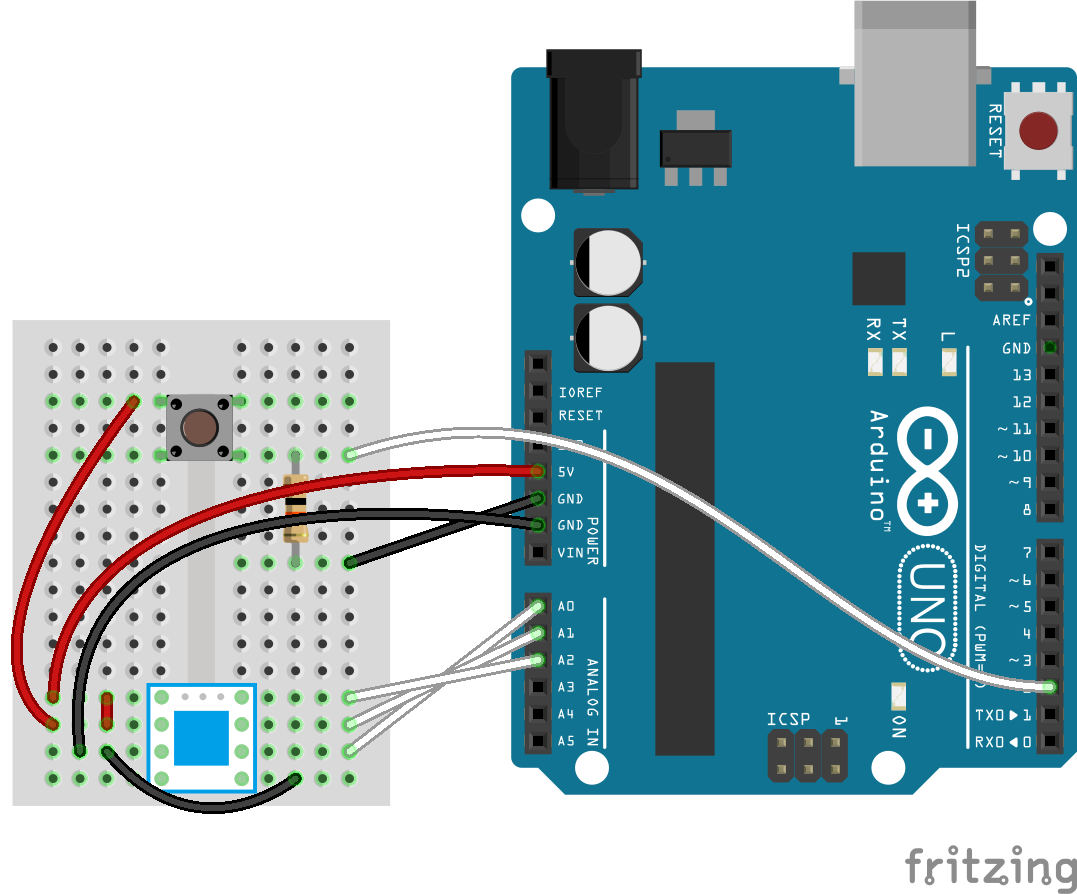 RESET
ICSP2
AREF
GND
13
12
~11
~10
~9
8
RX
TX
L
IOREF
RESET
5V
GND
GND
VIN
POWER
Arduino™
UNO
DIGITAL (PWM=
7
~6
~5
4
~3
TX0▶1
RX0◀0
A0
A1
A2
A3
A4
A5
ANALOG IN
ICSP
1
ON
fritzing